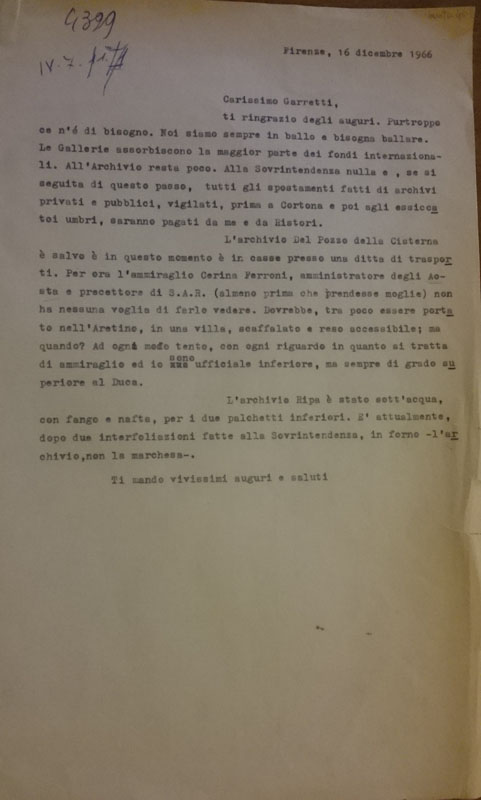 4399
IV. 7.
Firenze, 16 dicembre 1966
Carissimo Garretti,
ti ringrazio degli auguri. Purtroppo
ce n'é di bisogno. Noi siamo sempre in ballo e bisogna ballare.
Le Gallerie assorbiscono la maggior parte dei fondi internaziona-
li. All'Archivio resta poco. Alla Sovrintendenza nulla e , se si
seguita di questo passo, tutti gli spostamenti fatti di archivi
privati e pubblici, vigilati, prima a Cortona e poi agli essicca
toi umbri, saranno pagati da me e da Ristori.
L'archivio Del Pozzo della Cisterna
è salvo è in questo momento è in casse presso una ditta di traspor
ti. Per ora l'ammiraglio Cerina Ferroni, amministratore degli Ao-
sta e precettore di S.A.R. (almeno prima che prendesse moglie) non
ha nessuna voglia di farlo vedere. Dovrebbe, tra poco essere porta
to nell'Aretino, in una villa, scaffalato e reso accessibile; ma
quando? Ad ogni modo tento, con ogni riguardo in quanto si tratta
di ammiraglio ed io sono ufficiale inferiore, ma sempre di grado su
periore al Duca.
L'archivio Ripa è stato sott'acqua,
con fango e nafta, per i due palchetti inferiori. E' attualmente,
dopo due interfoliazioni fatte alla Sovrintendenza, in forno -l'ar
chivio,non la marchesa-.
Ti mando vivissimi auguri e saluti